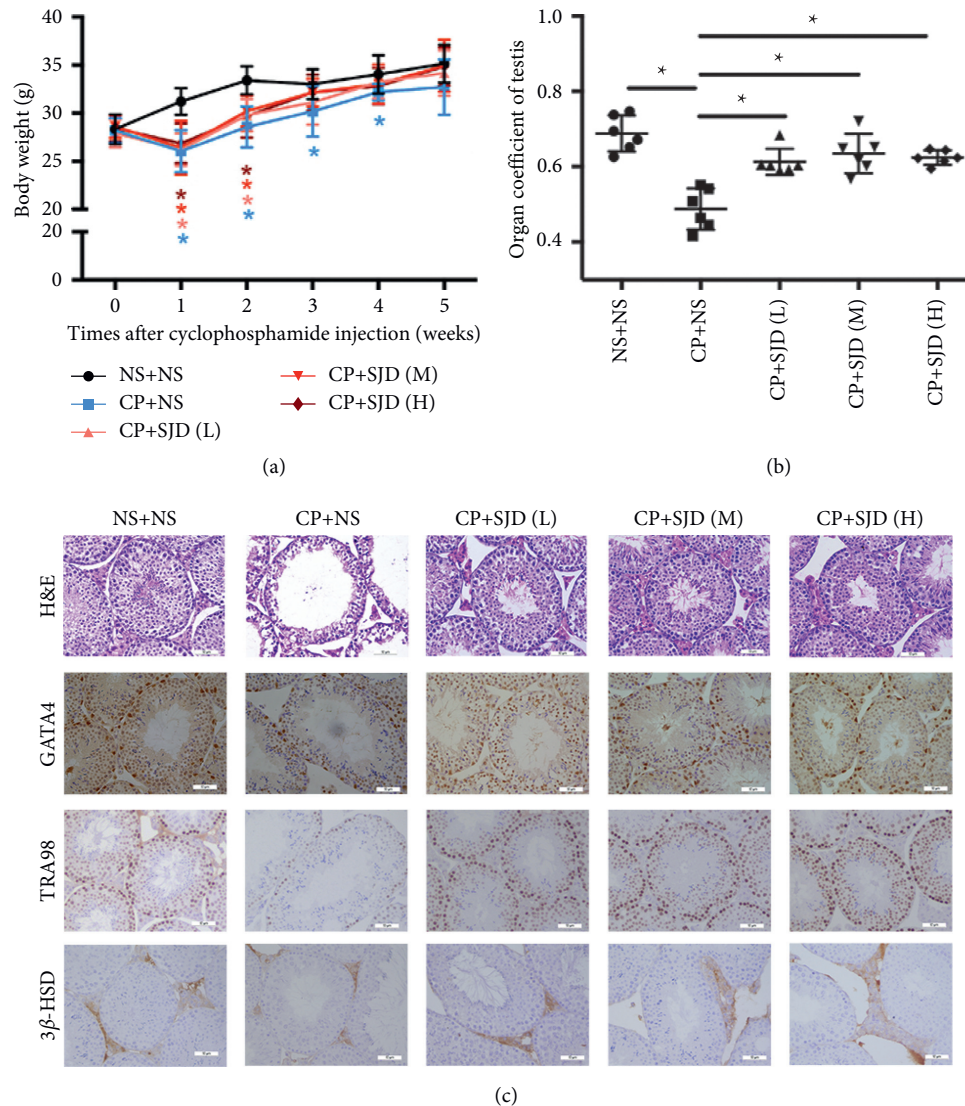 40
35
30
25
20
20
0
Body weight (g)
*
*
*
*
*
*
*
*
*
*
0 1 2 3 4 5
Times after cyclophosphamide injection (weeks)
NS+NS
CP+NS
CP+SJD (L)
CP+SJD (M)
CP+SJD (H)
(a)
1.0
0.8
0.6
0.4
Organ coefficient of testis
*
*
*
*
NS+NS
CP+NS
CP+SJD (L)
CP+SJD (M)
CP+SJD (H)
(b)
NS+NS CP+NS CP+SJD (L) CP+SJD (M) CP+SJD (H)
H&E
GATA4
TRA98
3β-HSD
(c)